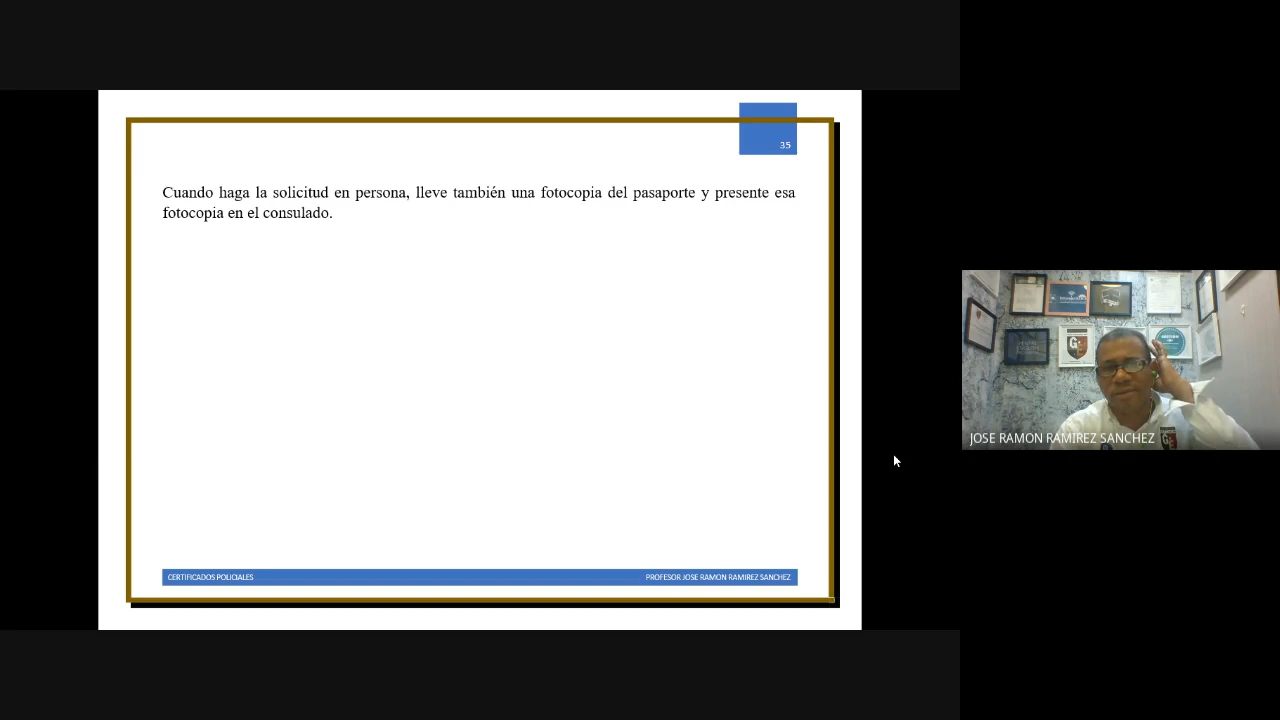 35
Cuando haga la solicitud en persona, lleve también una fotocopia del pasaporte y presente esa
fotocopia en el consulado.
CERTIFICADOS POLICIALES
PROFESOR JOSE RAMON RAMIREZ SANCHEZ
JOSE RAMON RAMIREZ SANCHEZ